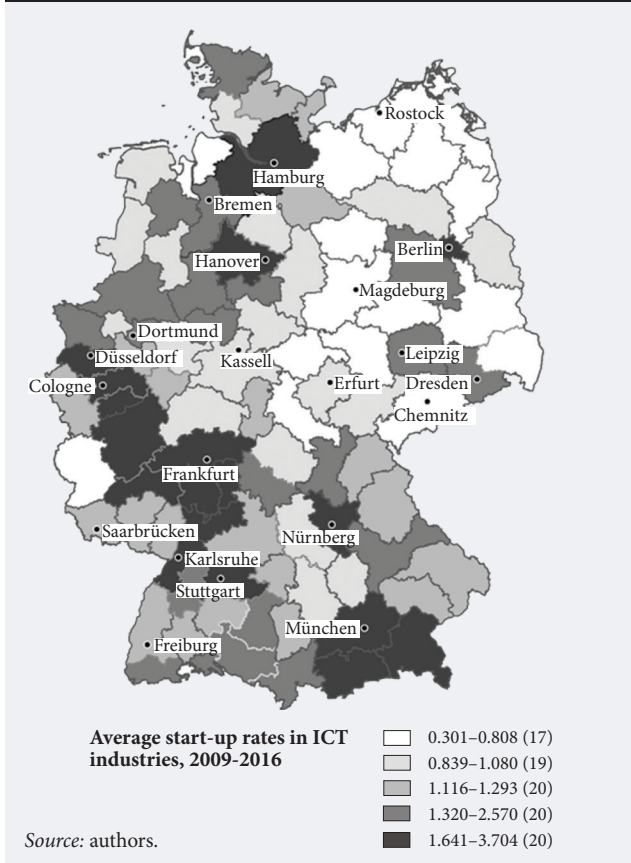 Rostock
Hamburg
Bremen
Berlin
Hanover
Magdeburg
Dortmund
Düsseldorf
Kassell
Leipzig
Cologne
Erfurt
Dresden
Chemnitz
Frankfurt
Saarbrücken
Nürnberg
Karlsruhe
Stuttgart
München
Freiburg
Average start-up rates in ICT
industries, 2009-2016
0.301–0.808 (17)
0.839–1.080 (19)
1.116–1.293 (20)
1.320–2.570 (20)
1.641–3.704 (20)
Source: authors.